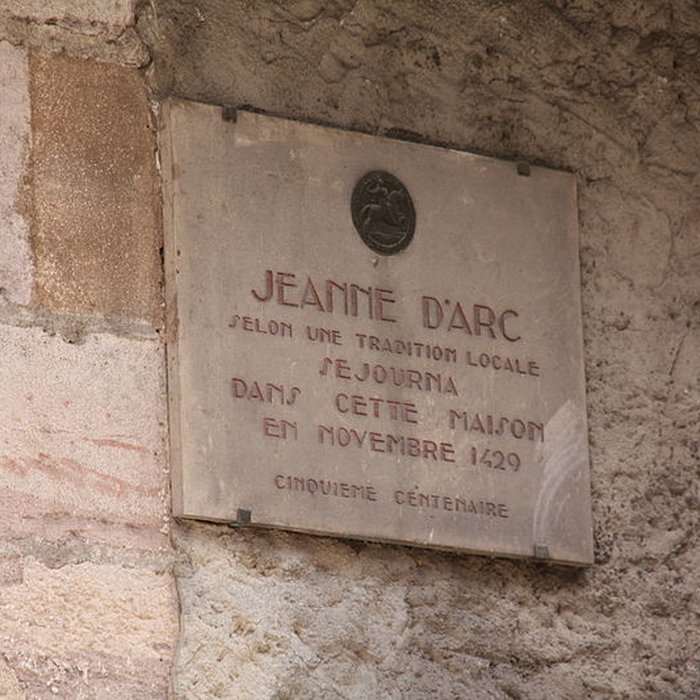 JEANNE D'ARC
SELON UNE TRADITION LOCALE
SEJOURNA
DANS CETTE MAISON
EN NOVEMBRE 1429
CINQUIEME CENTENAIRE